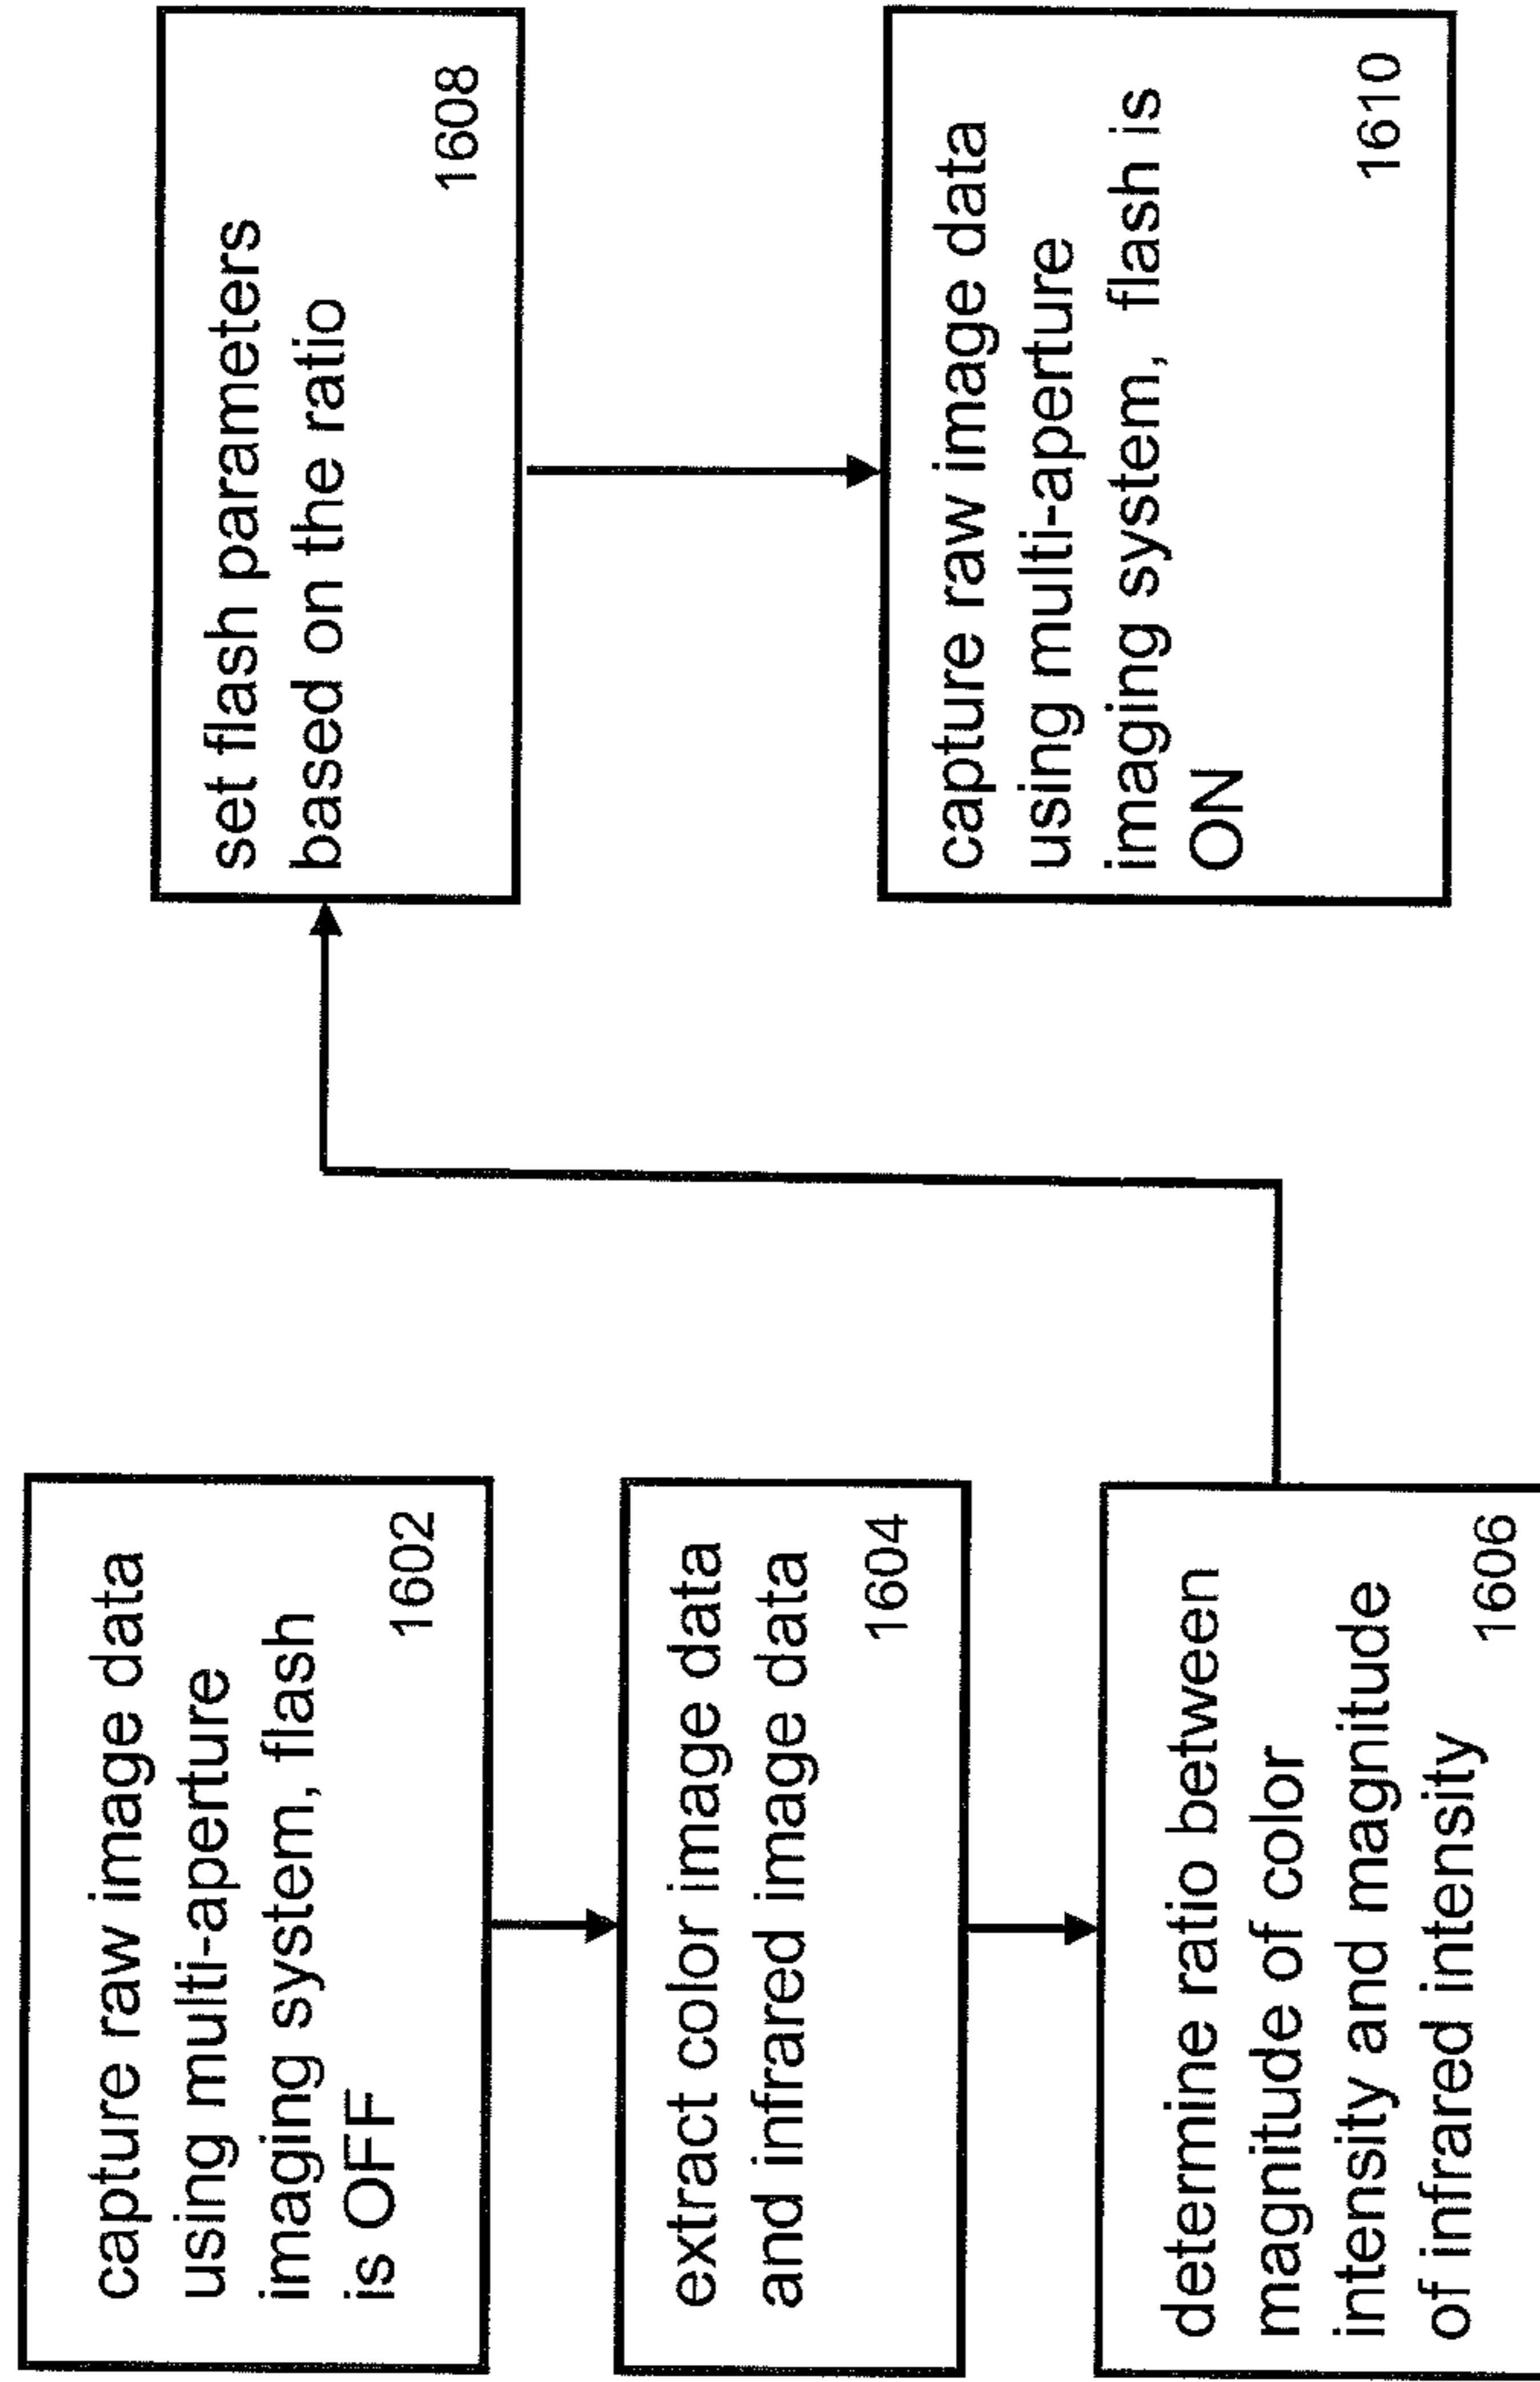 capture raw image data
using multi-aperture
imaging system, flash
is OFF
1602
extract color image data
and infrared image data
1604
determine ratio between
magnitude of color
intensity and magnitude
of infrared intensity
1606
set flash parameters
based on the ratio
1608
capture raw image data
using multi-aperture
imaging system, flash is
ON
1610